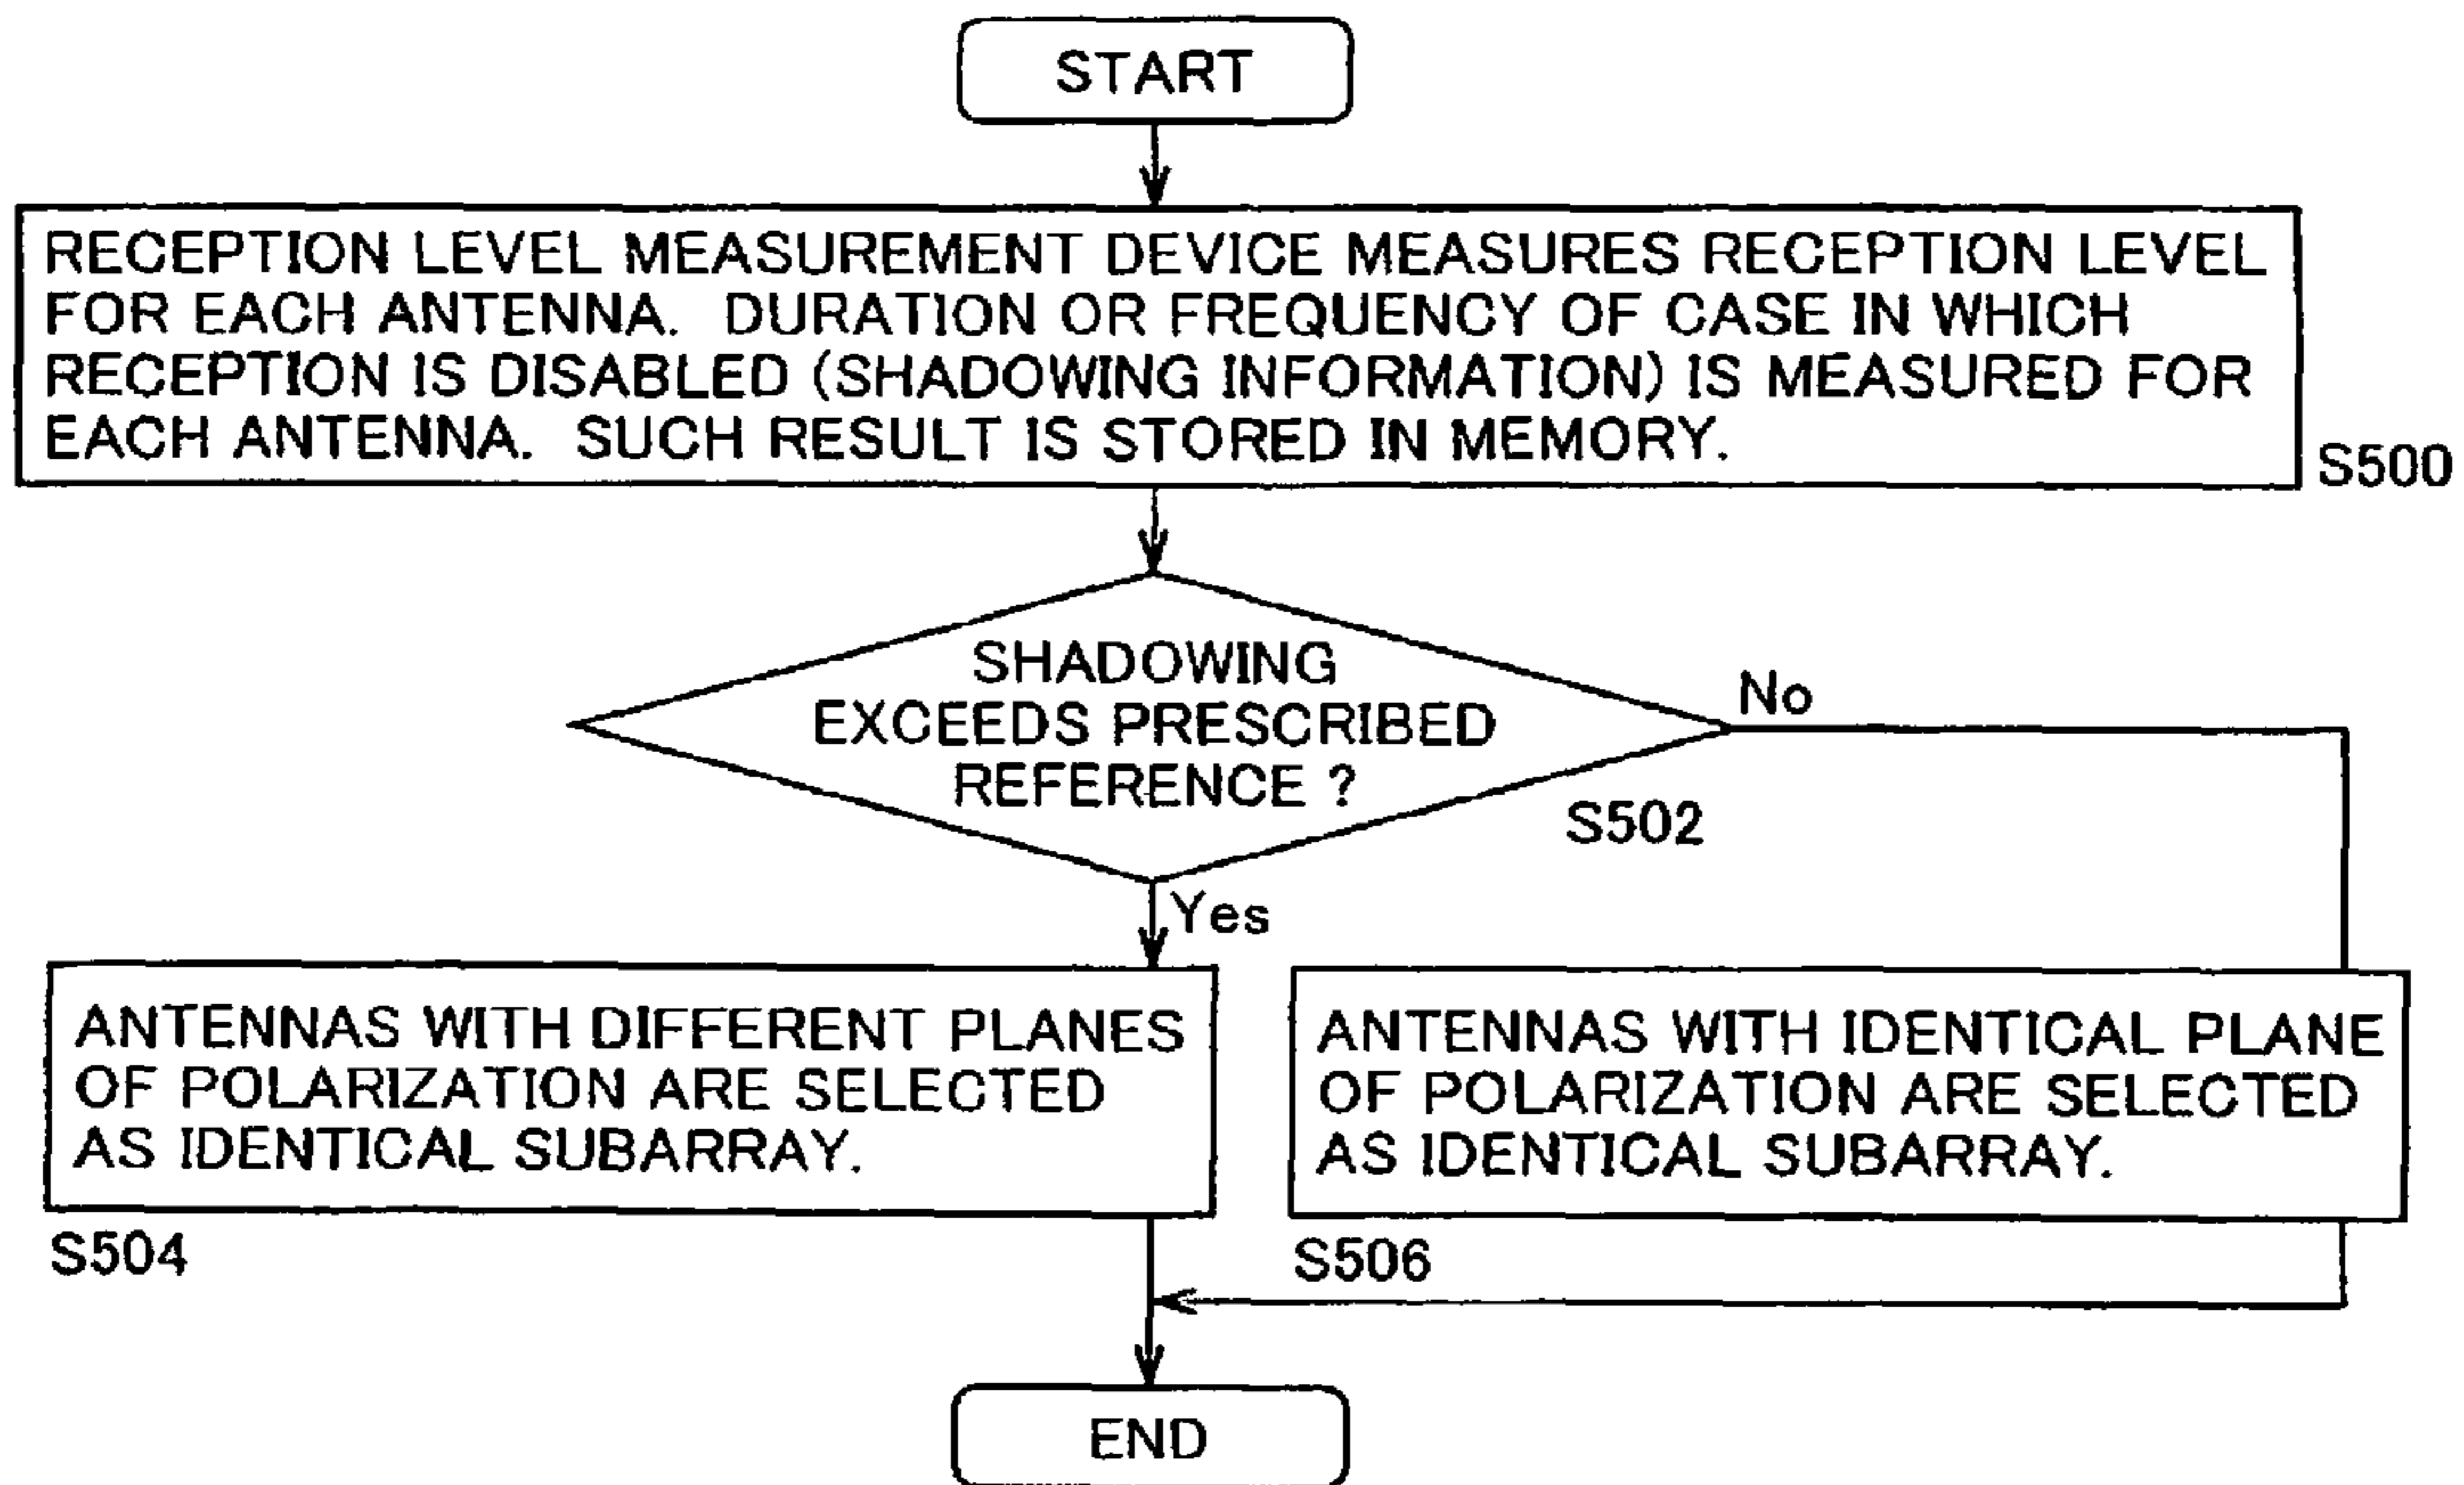 START
RECEPTION LEVEL MEASUREMENT DEVICE MEASURES RECEPTION LEVEL
FOR EACH ANTENNA. DURATION OR FREQUENCY OF CASE IN WHICH
RECEPTION IS DISABLED (SHADOWING INFORMATION) IS MEASURED FOR
EACH ANTENNA. SUCH RESULT IS STORED IN MEMORY.
S500
SHADOWING
EXCEEDS PRESCRIBED
REFERENCE ?
No
S502
Yes
ANTENNAS WITH DIFFERENT PLANES
OF POLARIZATION ARE SELECTED
AS IDENTICAL SUBARRAY.
S504
ANTENNAS WITH IDENTICAL PLANE
OF POLARIZATION ARE SELECTED
AS IDENTICAL SUBARRAY.
S506
END